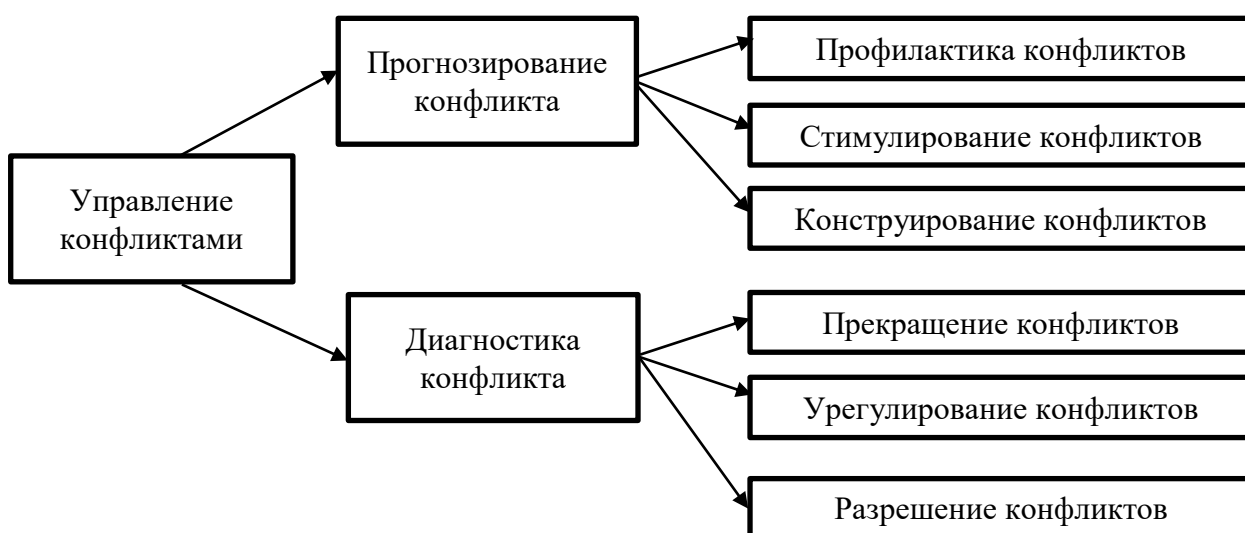 Управление
конфликтами
Прогнозирование
конфликта
Профилактика конфликтов
Стимулирование конфликтов
Конструирование конфликтов
Диагностика
конфликта
Прекращение конфликтов
Урегулирование конфликтов
Разрешение конфликтов